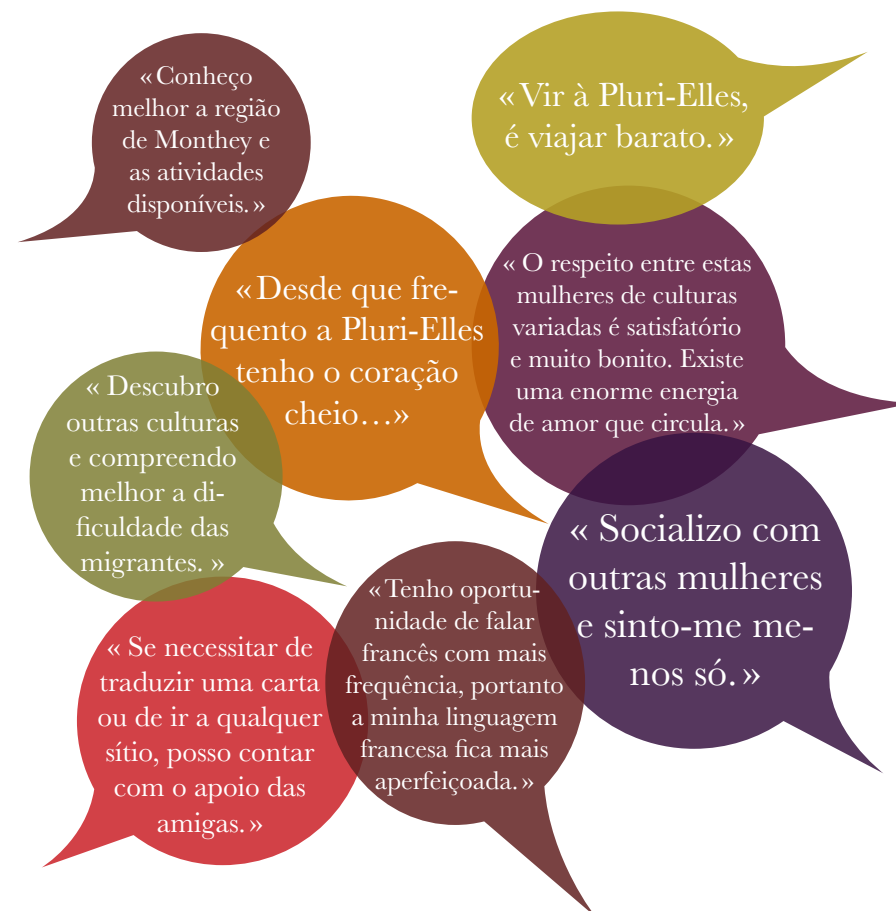 « Conheço
melhor a região
de Monthey e
as atividades
disponíveis. »
« Vir à Pluri-Elles,
é viajar barato. »
« Desde que fre-
quento a Pluri-Elles
tenho o coração
cheio…»
« O respeito entre estas
mulheres de culturas
variadas é satisfatório
e muito bonito. Existe
uma enorme energia
de amor que circula. »
« Descubro
outras culturas
e compreendo
melhor a di-
ficuldade das
migrantes. »
« Socializo com
outras mulheres
e sinto-me me-
nos só. »
« Se necessitar de
traduzir uma carta
ou de ir a qualquer
sítio, posso contar
com o apoio das
amigas. »
« Tenho oportu-
nidade de falar
francês com mais
frequência, portanto
a minha linguagem
francesa fica mais
aperfeiçoada. »